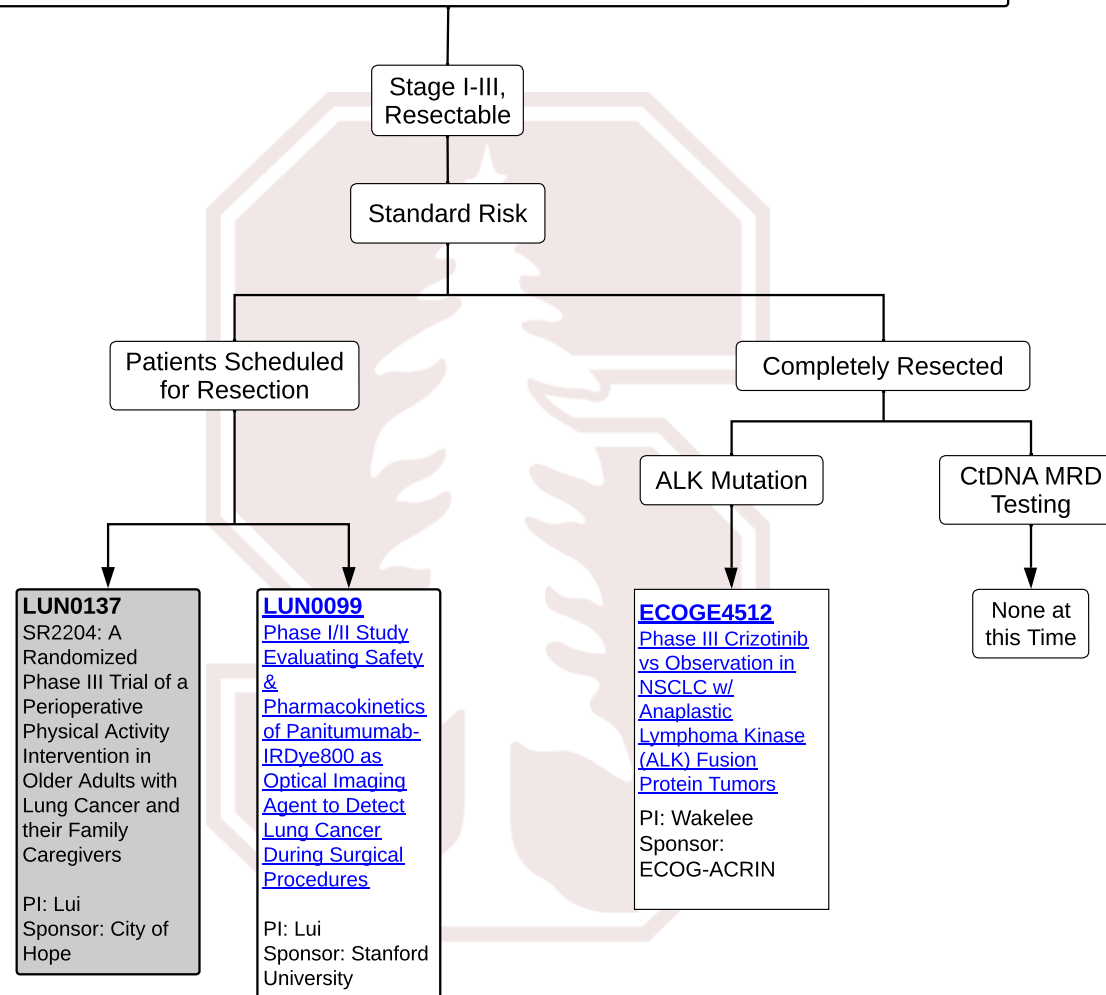 Stage I-III,
Resectable
Standard Risk
Patients Scheduled
for Resection
Completely Resected
ALK Mutation
CtDNA MRD
Testing
LUN0137
SR2204: A
Randomized
Phase III Trial of a
Perioperative
Physical Activity
Intervention in
Older Adults with
Lung Cancer and
their Family
Caregivers
PI: Lui
Sponsor: City of
Hope
LUN0099
Phase I/II Study
Evaluating Safety
&
Pharmacokinetics
of Panitumumab-
IRDye800 as
Optical Imaging
Agent to Detect
Lung Cancer
During Surgical
Procedures
PI: Lui
Sponsor: Stanford
University
ECOGE4512
Phase III Crizotinib
vs Observation in
NSCLC w/
Anaplastic
Lymphoma Kinase
(ALK) Fusion
Protein Tumors
PI: Wakelee
Sponsor:
ECOG-ACRIN
None at
this Time